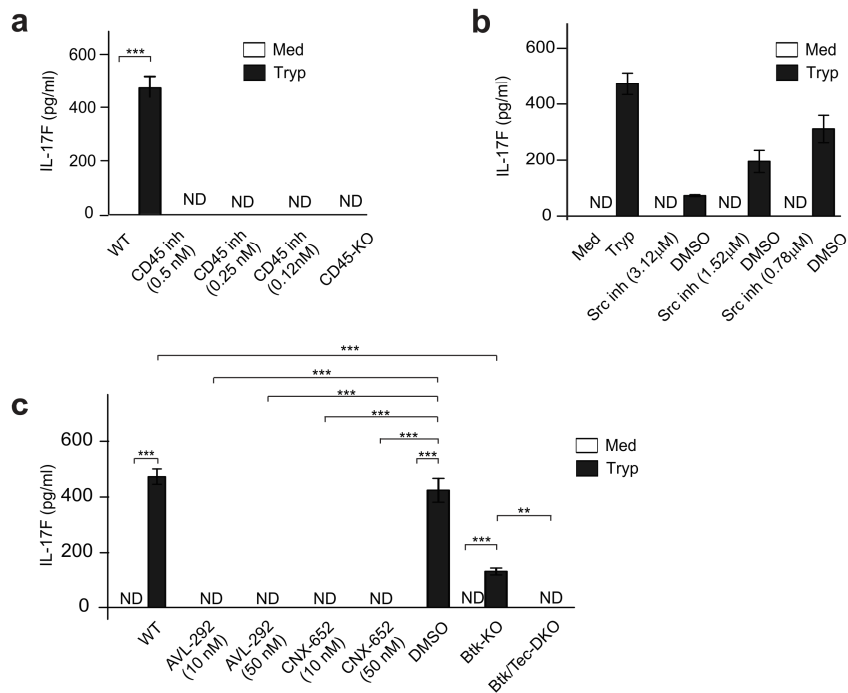 a
b
600
400
200
0
IL-17F (pg/ml)
***
Med
Tryp
ND
ND
ND
ND
WT
CD45 inh
(0.5 nM)
CD45 inh
(0.25 nM)
CD45 inh
(0.12nM)
CD45-KO
600
400
200
0
IL-17F (pg/ml)
Med
Tryp
ND
ND
ND
ND
Med
Tryp
Src inh (3.12µM)
DMSO
Src inh (1.52µM)
DMSO
Src inh (0.78µM)
DMSO
c
***
***
***
***
***
***
***
***
**
600
400
200
0
IL-17F (pg/ml)
Med
Tryp
ND
ND
ND
ND
ND
ND
ND
WT
AVL-292
(10 nM)
AVL-292
(50 nM)
CNX-652
(10 nM)
CNX-652
(50 nM)
DMSO
Btk-KO
Btk/Tec-DKO